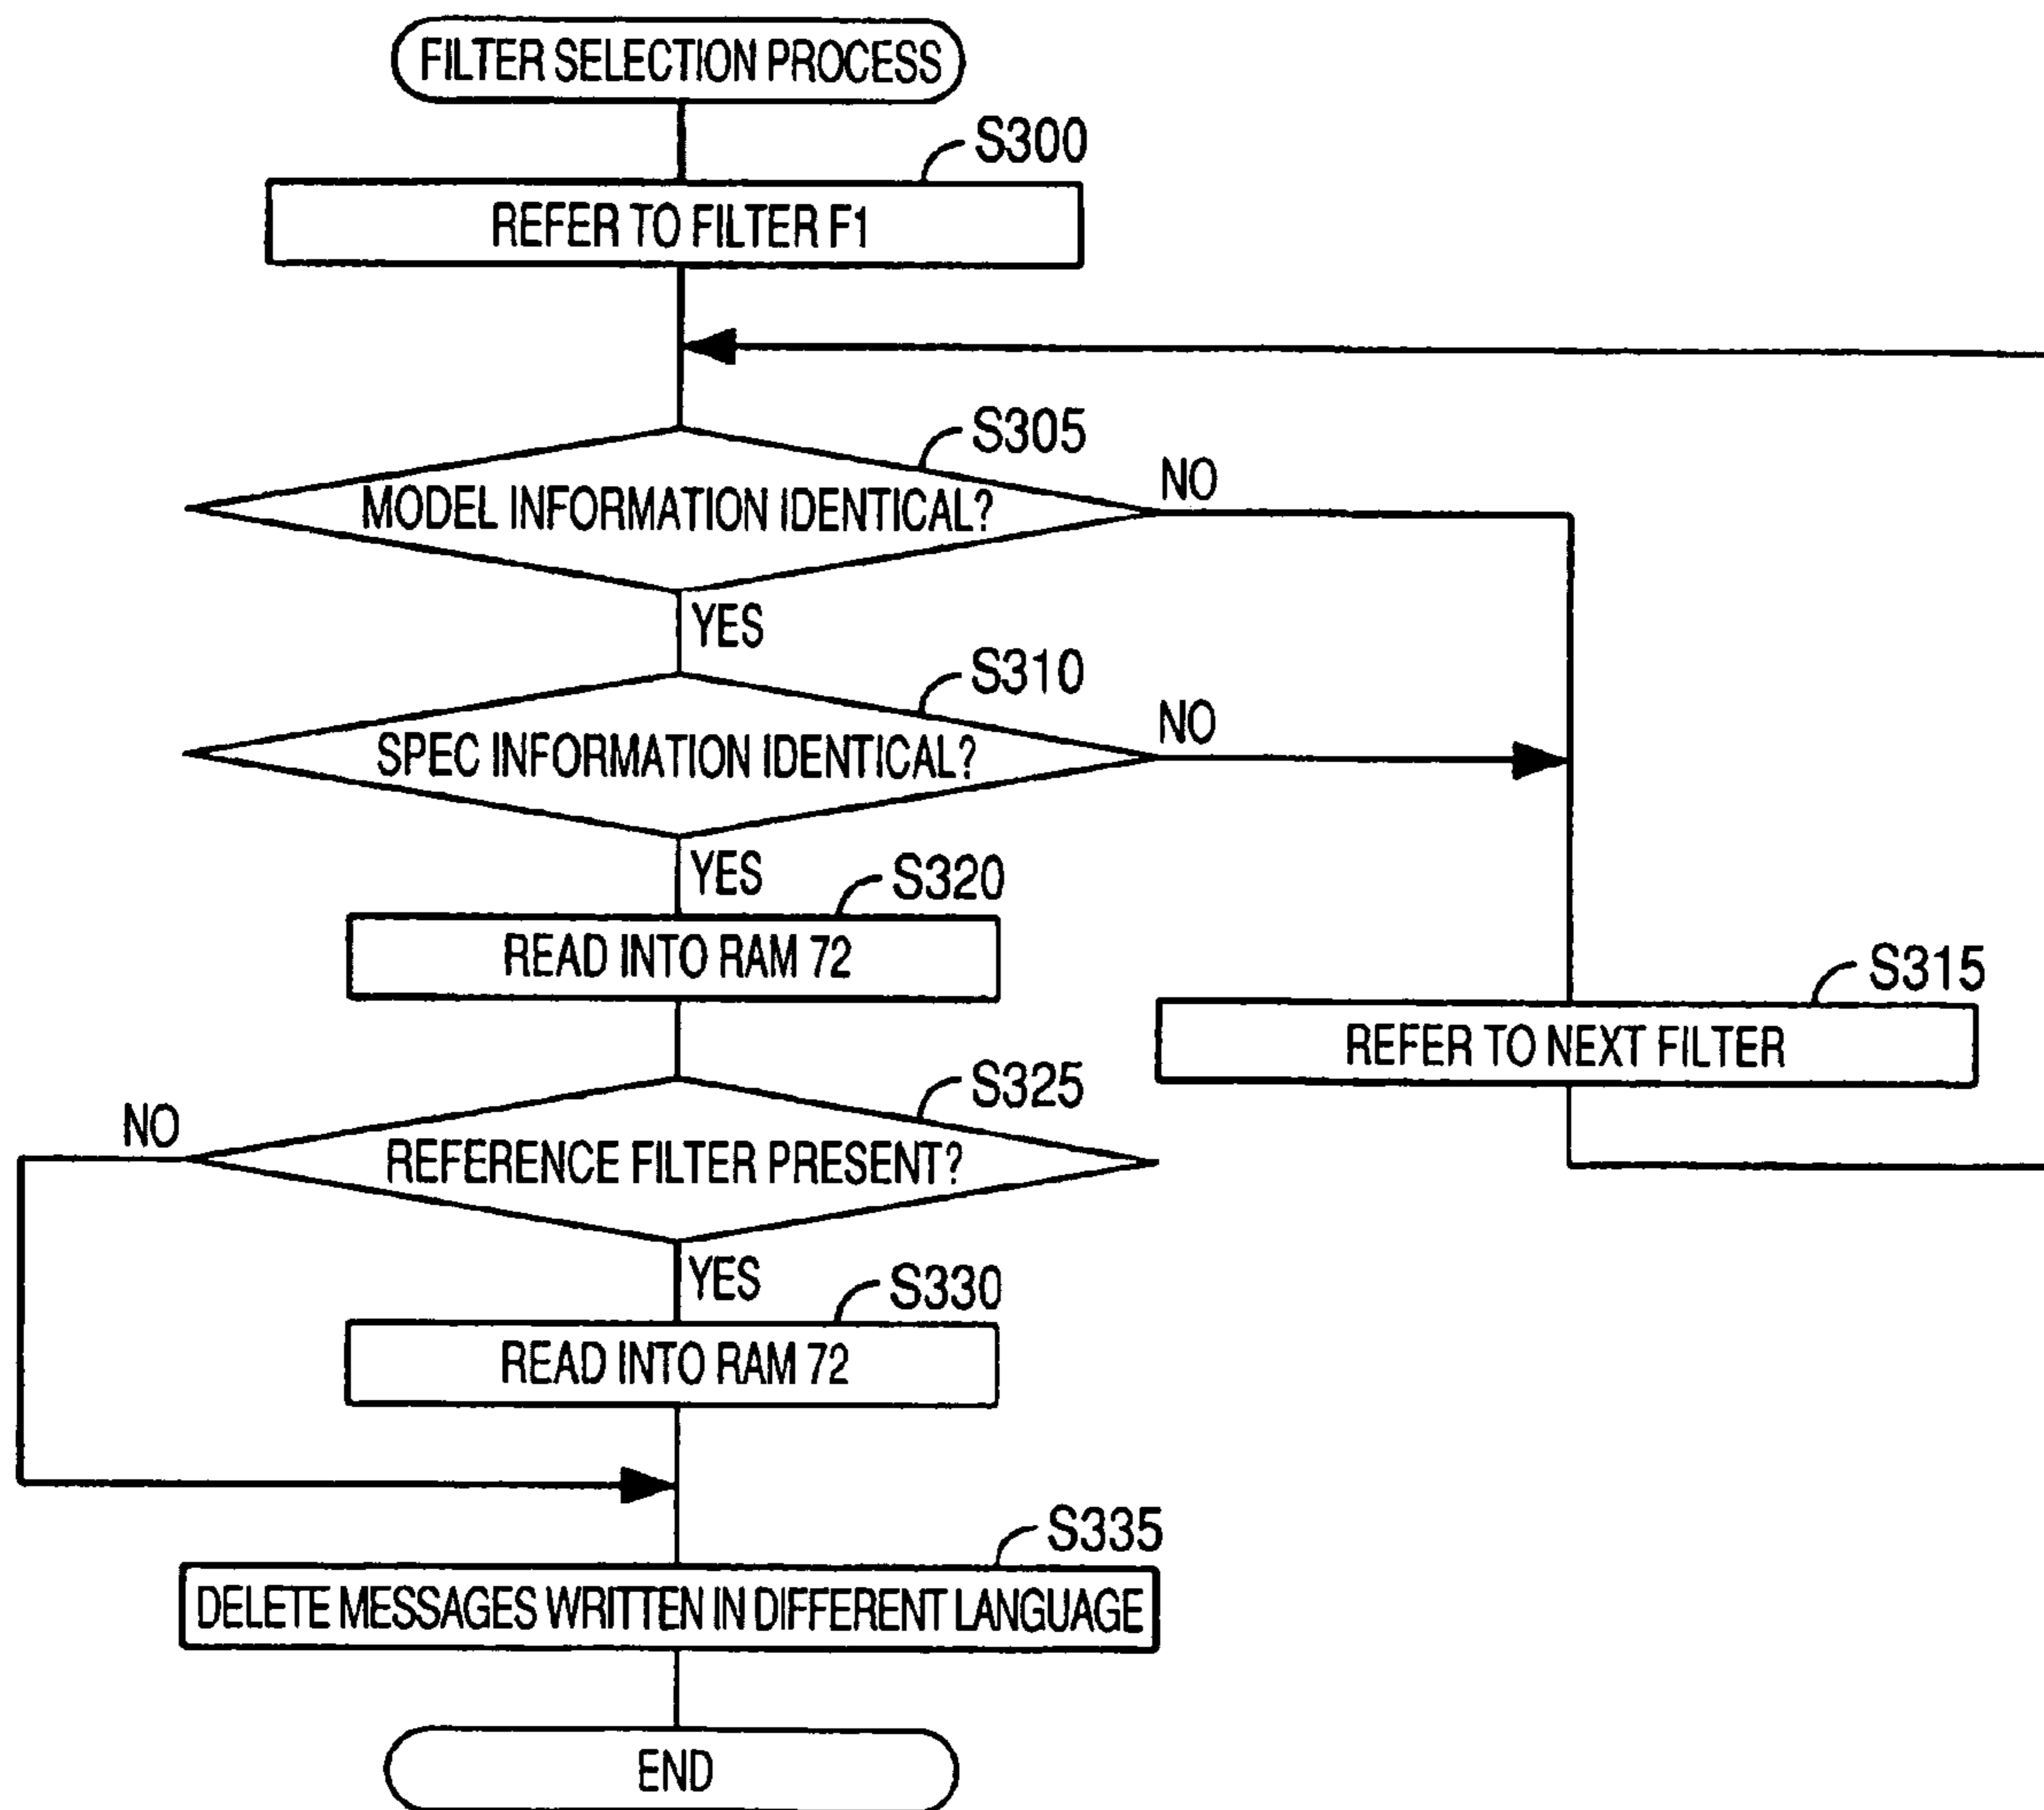 FILTER SELECTION PROCESS
S300
REFER TO FILTER F1
S305
MODEL INFORMATION IDENTICAL?
NO
YES
S310
SPEC INFORMATION IDENTICAL?
NO
YES
S320
READ INTO RAM 72
S315
REFER TO NEXT FILTER
S325
NO
REFERENCE FILTER PRESENT?
YES
S330
READ INTO RAM 72
S335
DELETE MESSAGES WRITTEN IN DIFFERENT LANGUAGE
END